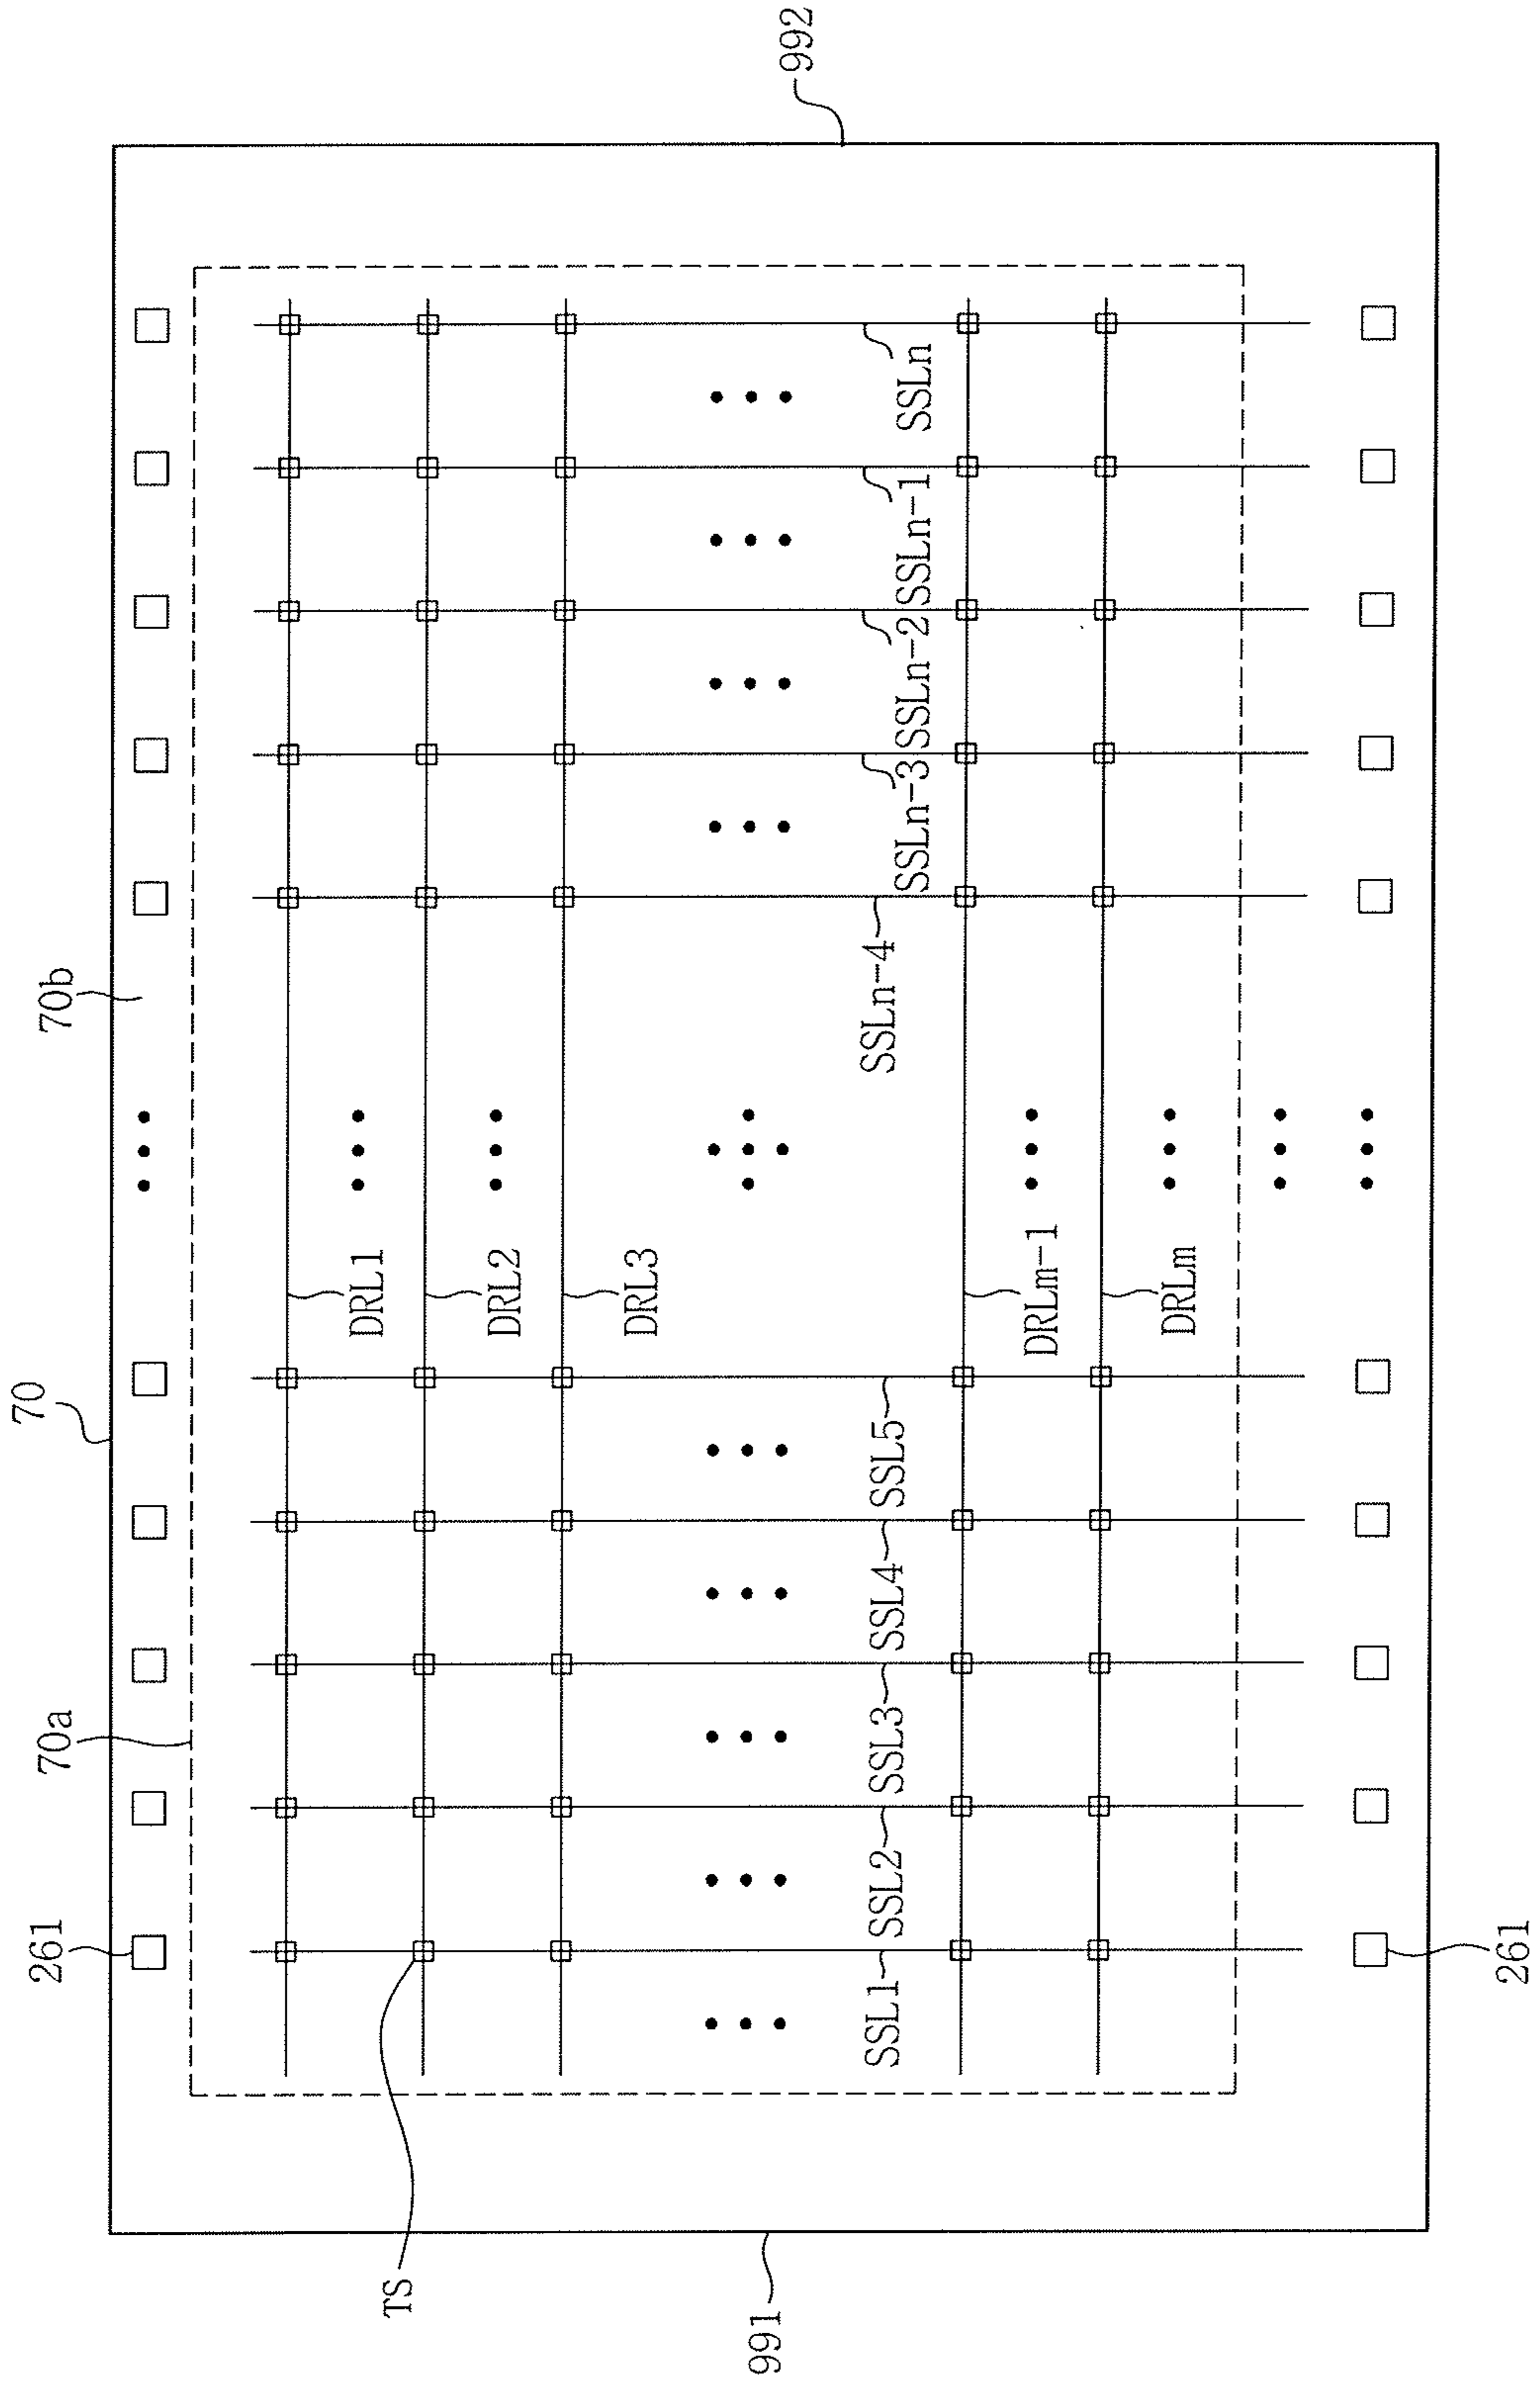 992
SSLn
SSLn-1
SSLn-2
SSLn-3
SSLn-4
70b
DRL1
DRL2
DRL3
DRLm-1
DRLm
70
SSL5
SSL4
SSL3
70a
SSL2
SSL1
261
261
TS
991